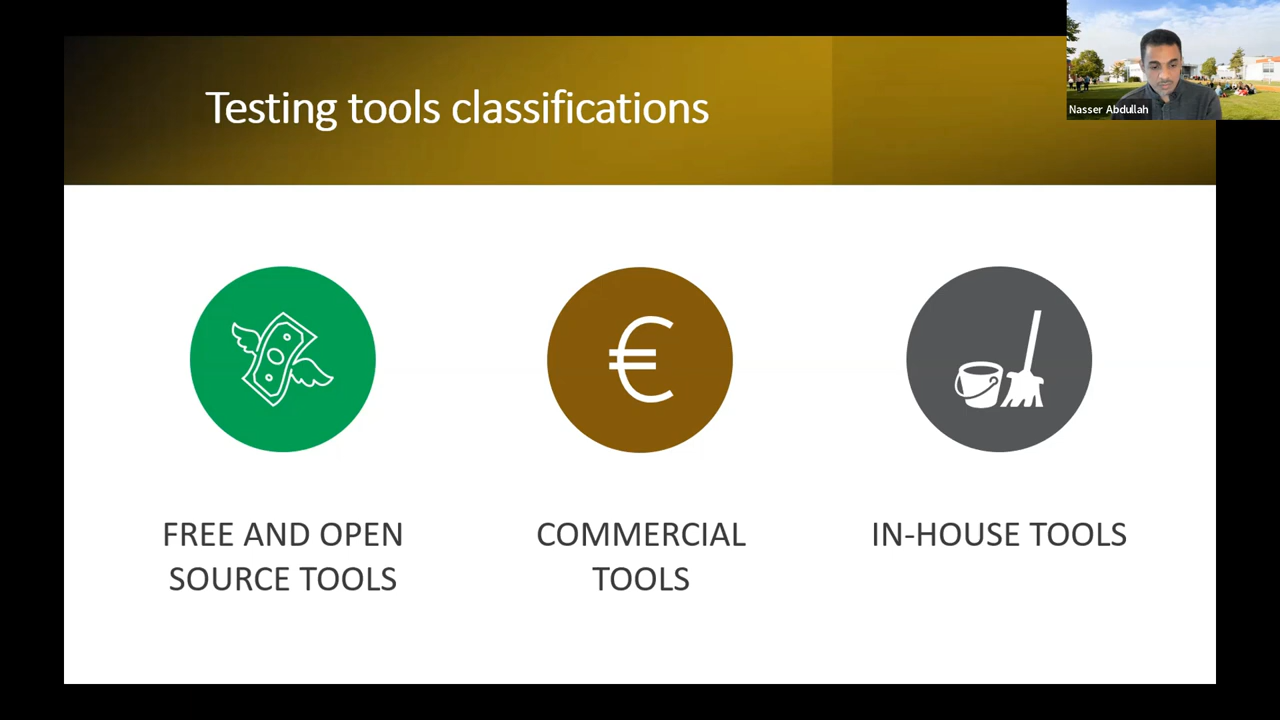 Testing tools classifications
Nasser Abdullah
€
FREE AND OPEN
SOURCE TOOLS
COMMERCIAL
TOOLS
IN-HOUSE TOOLS